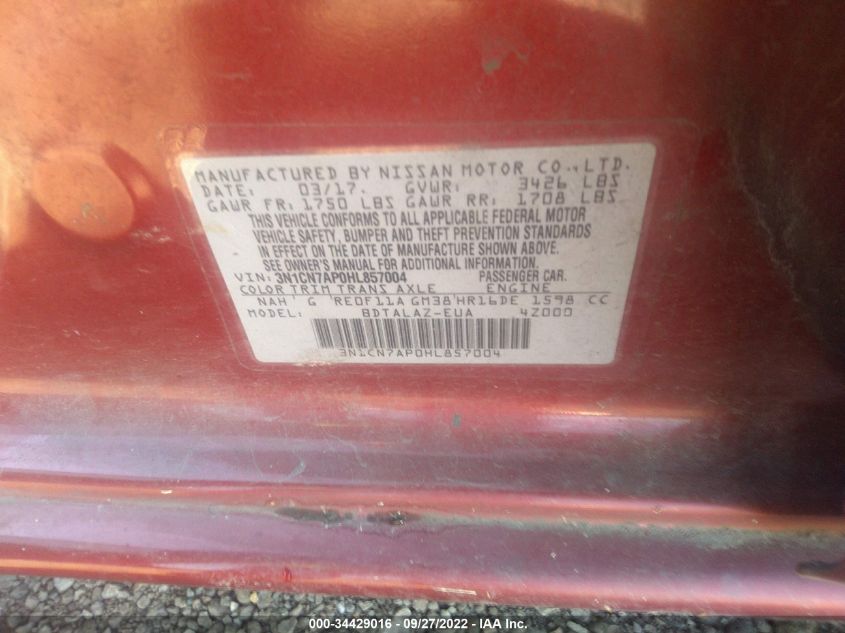 MANUFACTURED BY NISSAN MOTOR CO.,LTD.
DATE: 03/17. GVWR: 3426 LBS
GAWR FR: 1750 LBS GAWR RR: 1708 LBS
THIS VEHICLE CONFORMS TO ALL APPLICABLE FEDERAL MOTOR
VEHICLE SAFETY, BUMPER AND THEFT PREVENTION STANDARDS
IN EFFECT ON THE DATE OF MANUFACTURE SHOWN ABOVE.
SEE OWNER'S MANUAL FOR ADDITIONAL INFORMATION.
VIN: 3N1CN7AP0HL857004 PASSENGER CAR.
COLOR TRIM TRANS AXLE ENGINE
NAH G RE0F11A GM38 HR16DE 1598 CC
MODEL: BDTALAZ-EUA 4Z000
3N1CN7AP0HL857004
000-34429016 - 09/27/2022 - IAA Inc.